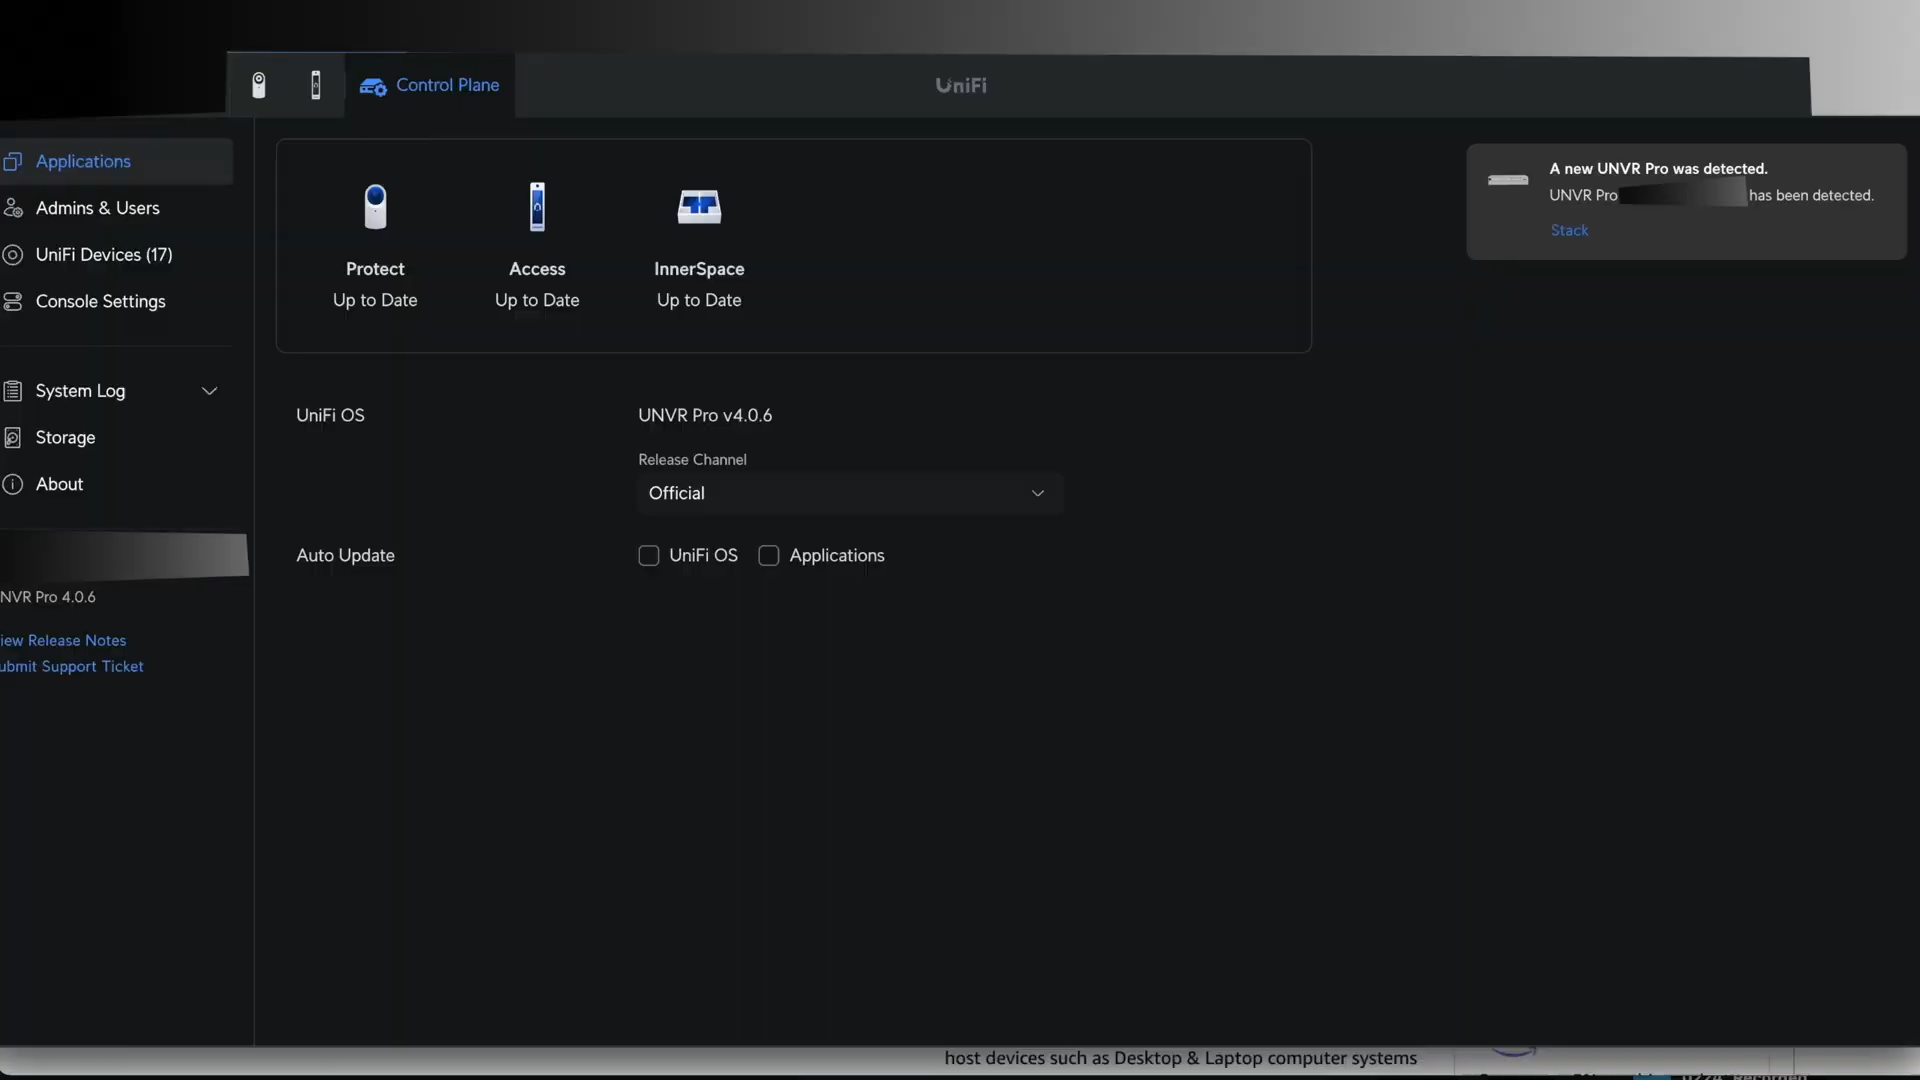 Control Plane
UniFi
Applications
Admins & Users
UniFi Devices (17)
Console Settings
System Log
Storage
About
NVR Pro 4.0.6
iew Release Notes
ubmit Support Ticket
Protect
Up to Date
Access
Up to Date
InnerSpace
Up to Date
UniFi OS
UNVR Pro v4.0.6
Release Channel
Official
Auto Update
UniFi OS
Applications
A new UNVR Pro was detected.
UNVR Pro has been detected.
Stack
host devices such as Desktop & Laptop computer systems